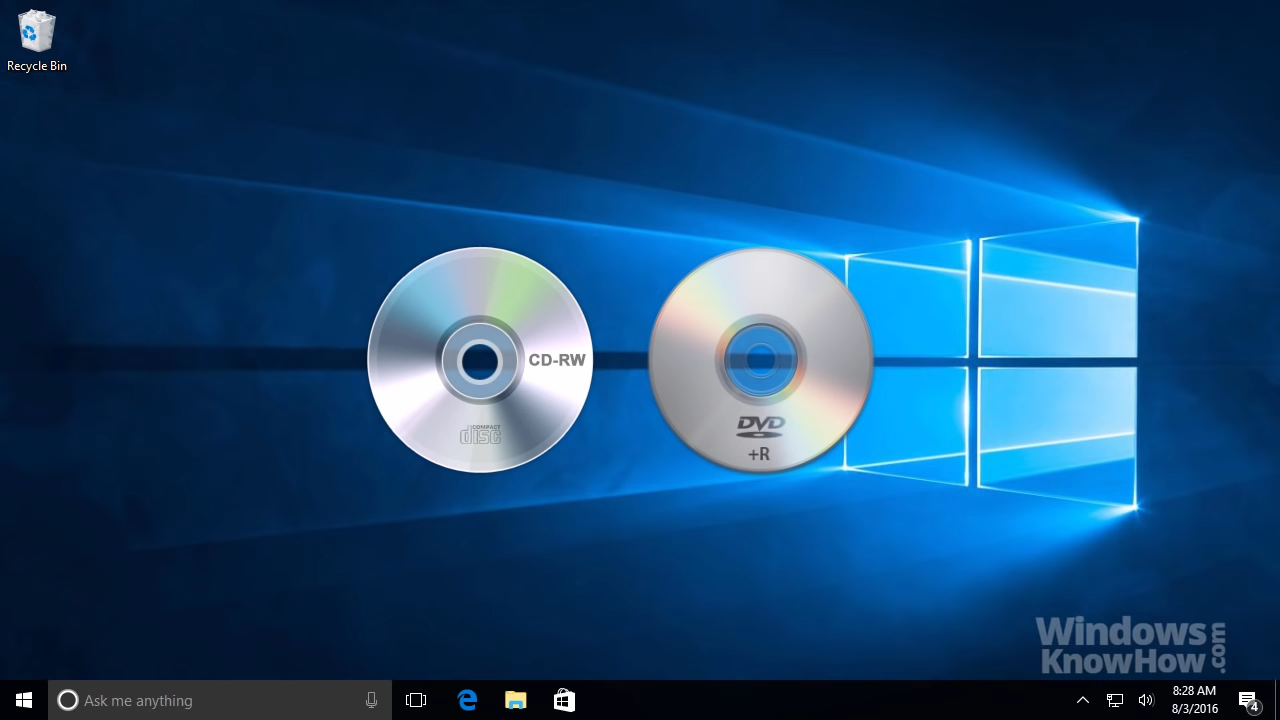 Recycle Bin
CD-RW
COMPACT
disc
DVD
+R
Windows
KnowHow.com
Ask me anything
8:28 AM
8/3/2016
4